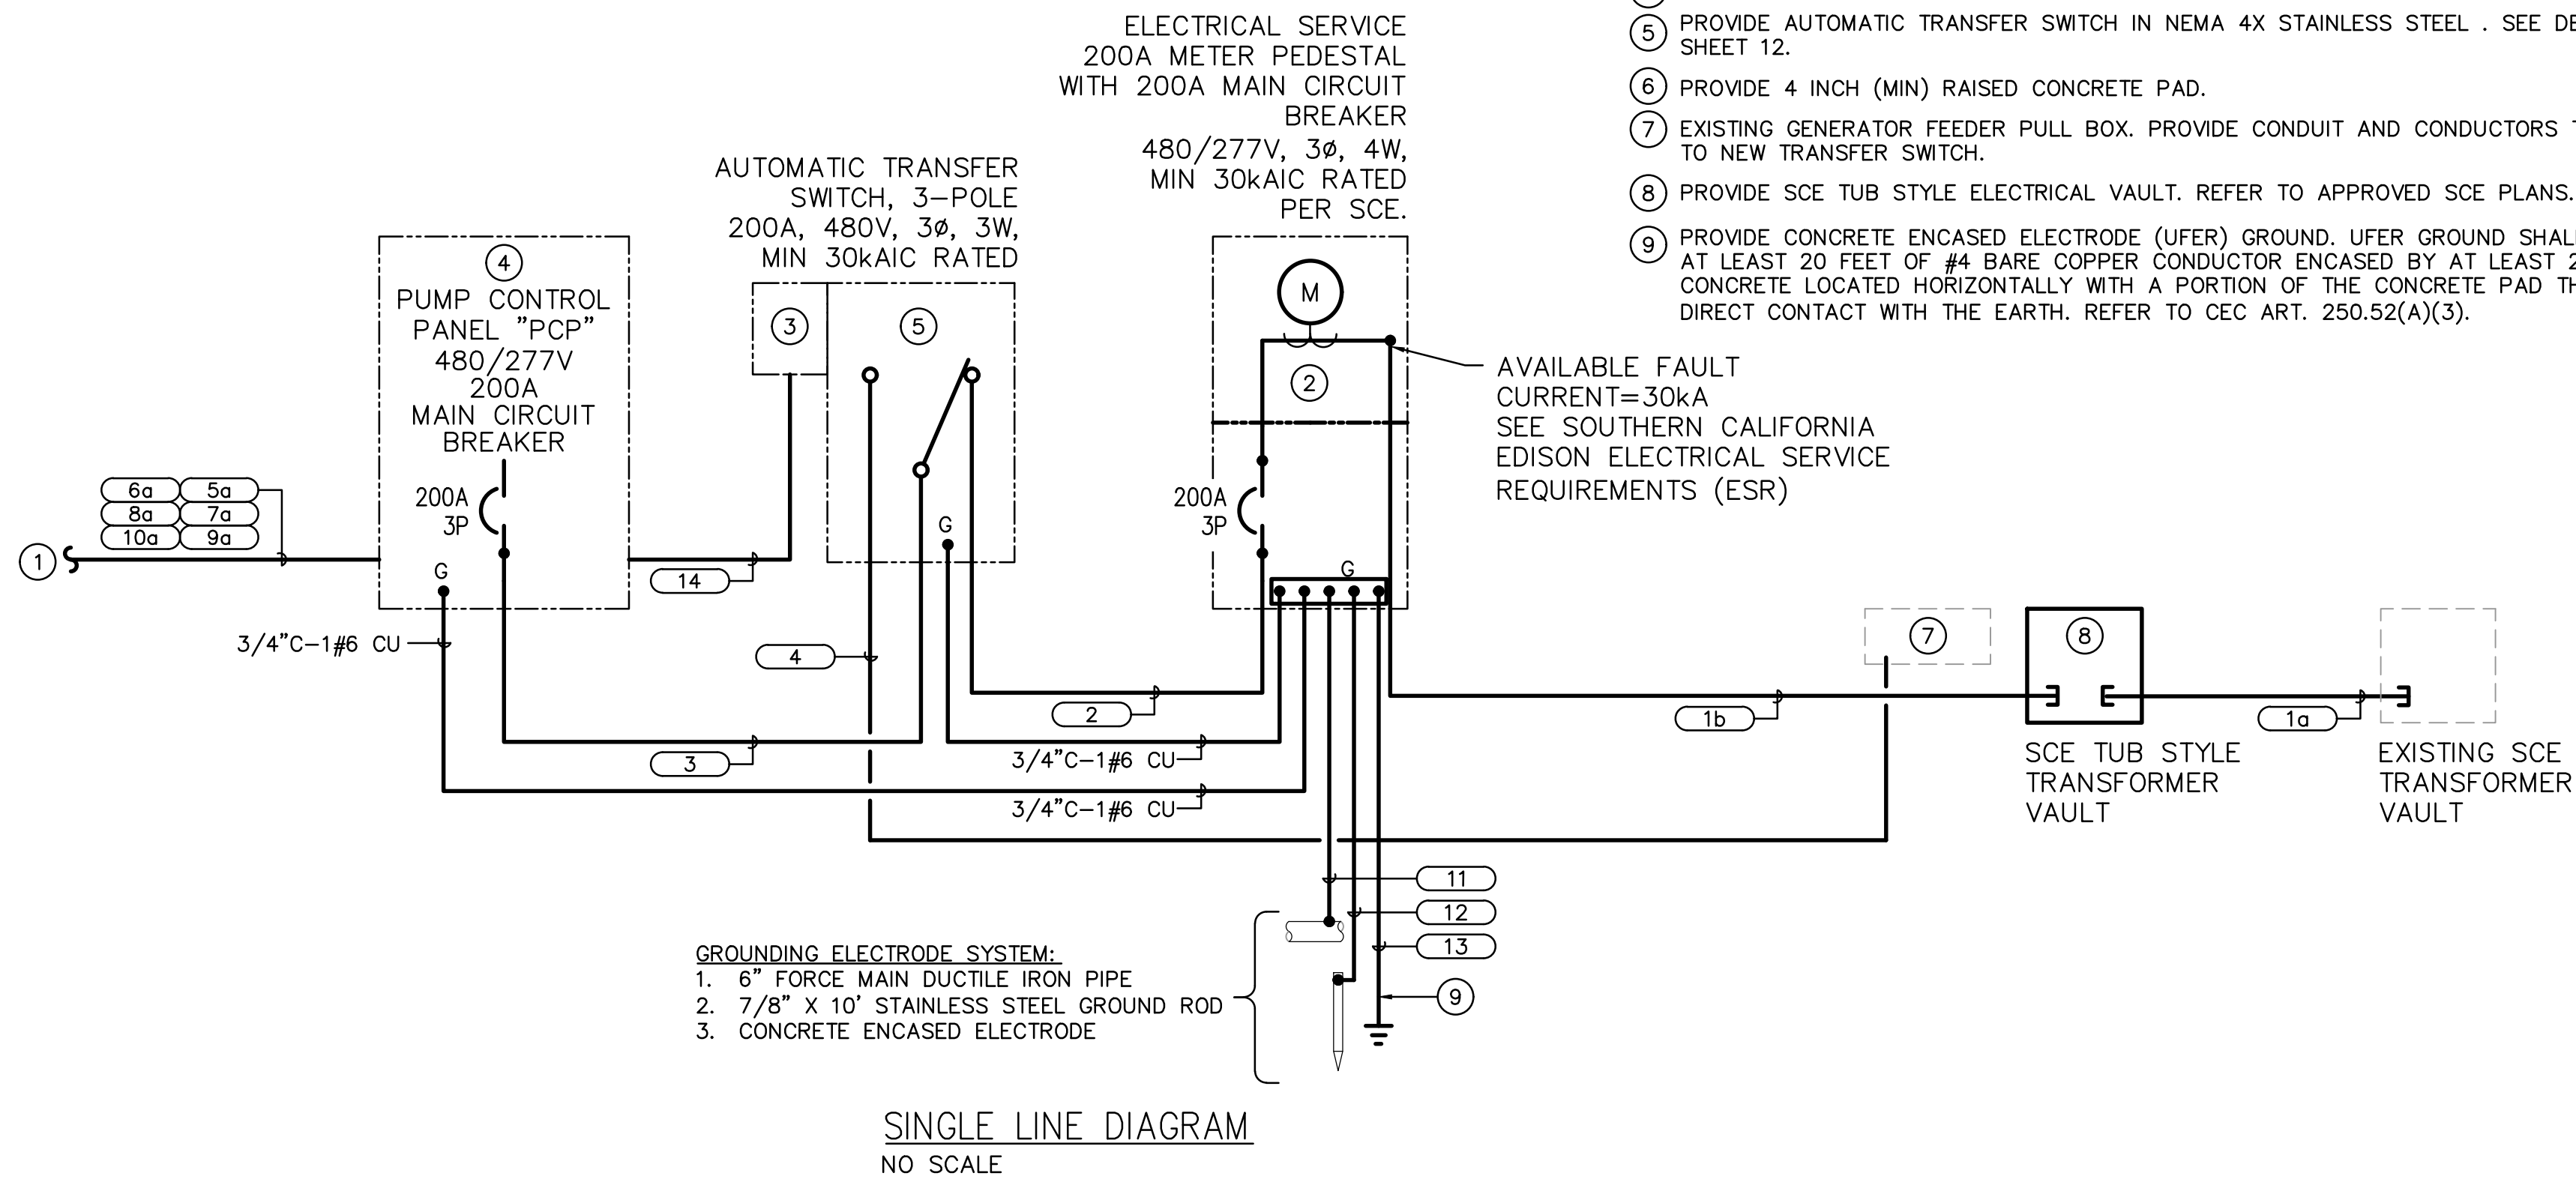 ELECTRICAL SERVICE
200A METER PEDESTAL
WITH 200A MAIN CIRCUIT
BREAKER
480/277V, 3ø, 4W,
MIN 30kAIC RATED
PER SCE.
5 PROVIDE AUTOMATIC TRANSFER SWITCH IN NEMA 4X STAINLESS STEEL . SEE
SHEET 12.
6 PROVIDE 4 INCH (MIN) RAISED CONCRETE PAD.
7 EXISTING GENERATOR FEEDER PULL BOX. PROVIDE CONDUIT AND CONDUCTORS
TO NEW TRANSFER SWITCH.
8 PROVIDE SCE TUB STYLE ELECTRICAL VAULT. REFER TO APPROVED SCE PLANS.
9 PROVIDE CONCRETE ENCASED ELECTRODE (UFER) GROUND. UFER GROUND
AT LEAST 20 FEET OF #4 BARE COPPER CONDUCTOR ENCASED BY AT LEAST
CONCRETE LOCATED HORIZONTALLY WITH A PORTION OF THE CONCRETE PAD
DIRECT CONTACT WITH THE EARTH. REFER TO CEC ART. 250.52(A)(3).
AUTOMATIC TRANSFER
SWITCH, 3-POLE
200A, 480V, 3ø, 3W,
MIN 30kAIC RATED
4
PUMP CONTROL
PANEL "PCP"
480/277V
200A
MAIN CIRCUIT
BREAKER
200A
3P
G
3
5
G
M
2
200A
3P
G
AVAILABLE FAULT
CURRENT=30kA
SEE SOUTHERN CALIFORNIA
EDISON ELECTRICAL SERVICE
REQUIREMENTS (ESR)
6a 5a
8a 7a
10a 9a
1
14
3/4"C-1#6 CU
4
2
3
3/4"C-1#6 CU
3/4"C-1#6 CU
7
8
1b
1a
SCE TUB STYLE
TRANSFORMER
VAULT
EXISTING SCE
TRANSFORMER
VAULT
11
12
13
9
GROUNDING ELECTRODE SYSTEM:
1. 6" FORCE MAIN DUCTILE IRON PIPE
2. 7/8" X 10' STAINLESS STEEL GROUND ROD
3. CONCRETE ENCASED ELECTRODE
SINGLE LINE DIAGRAM
NO SCALE